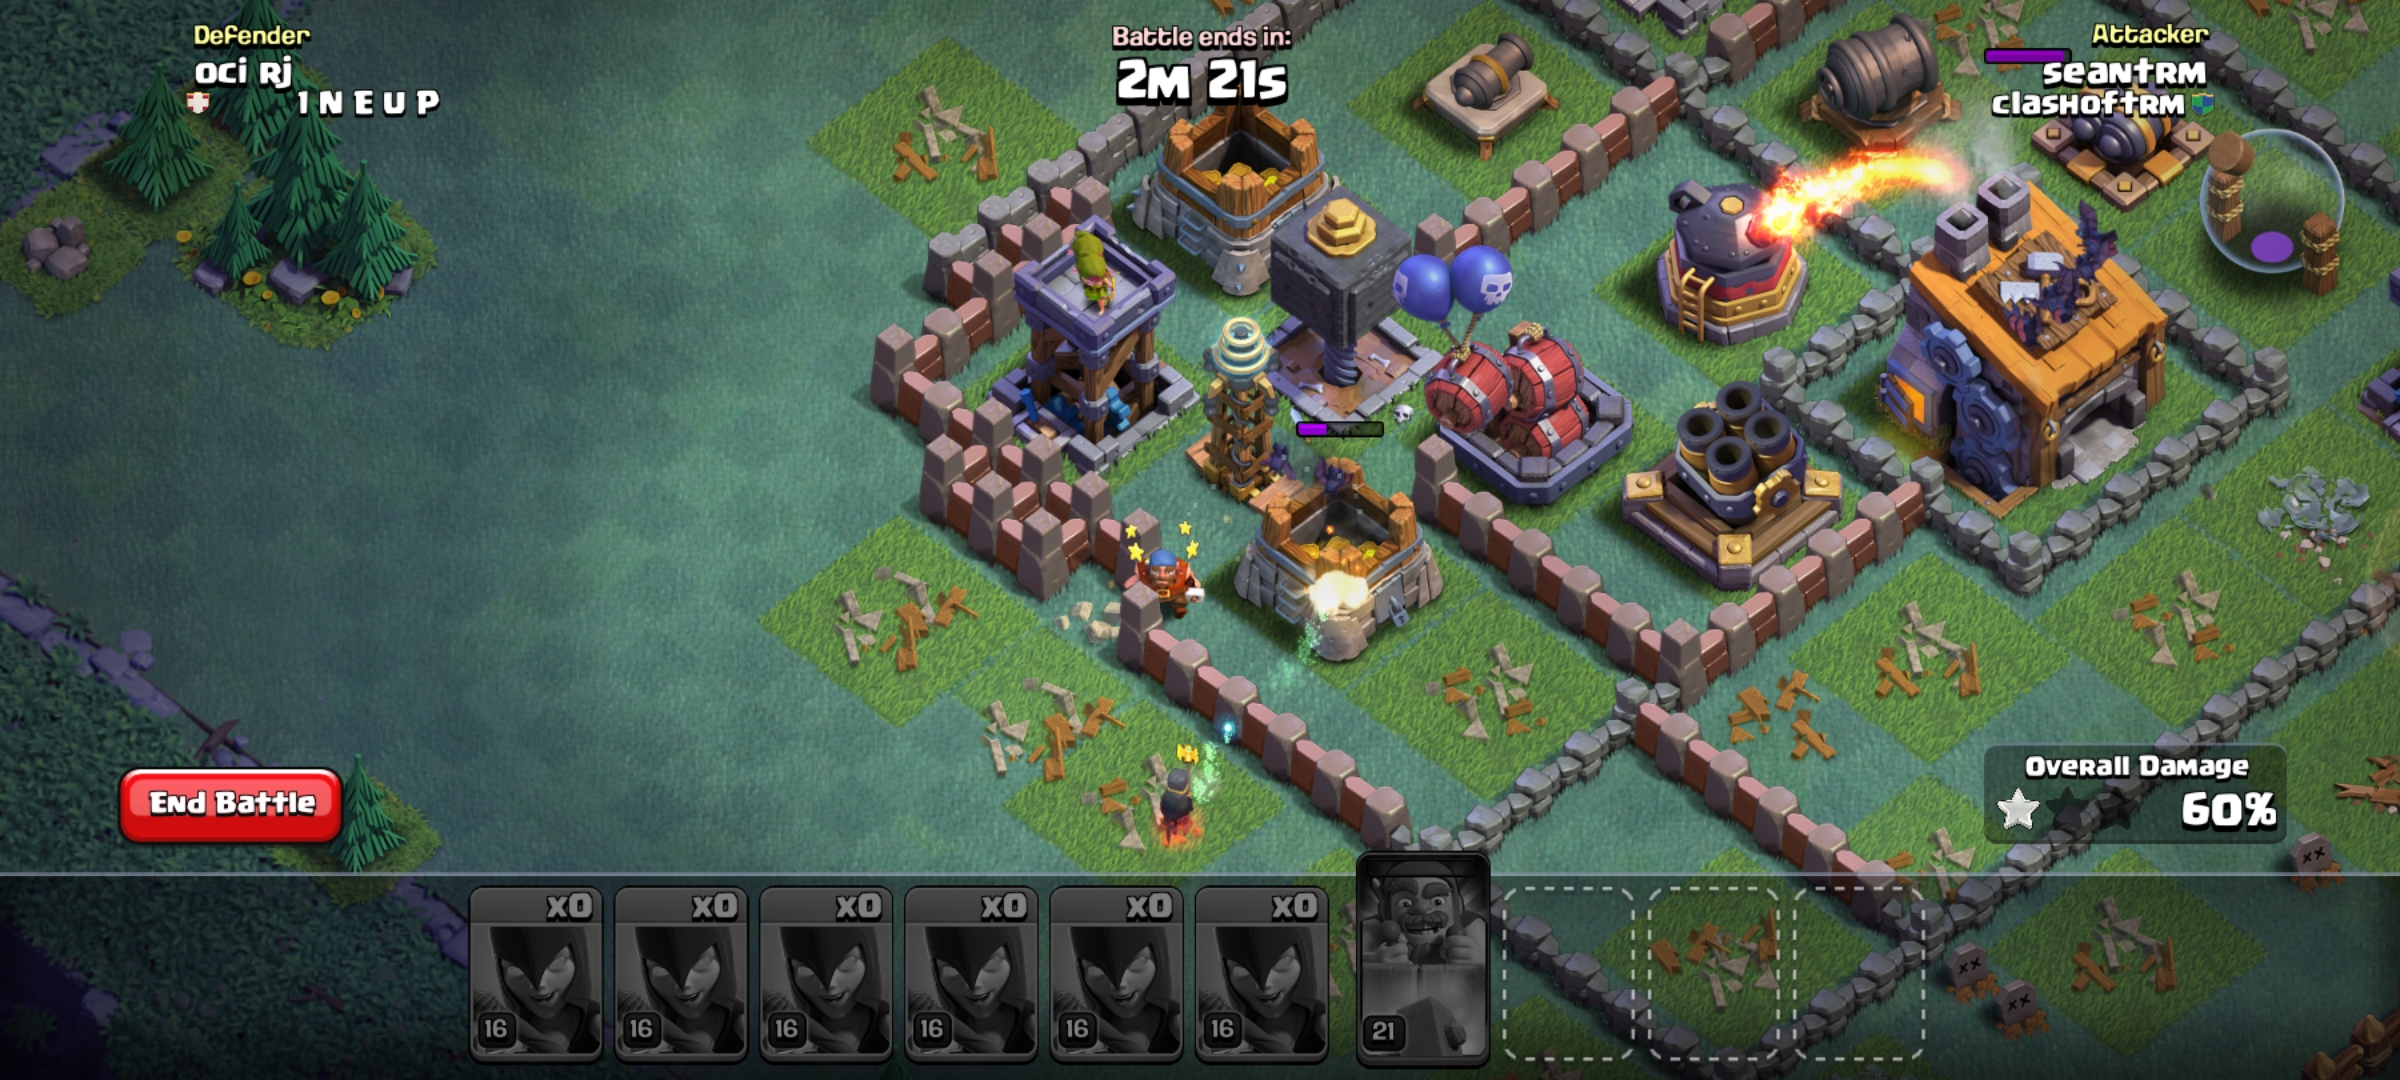 Defender
oci Rj
1 N E U P
Battle ends in:
2M 21s
Attacker
seantRM
clashoftRM
End Battle
Overall Damage
60%
x0
x0
x0
x0
x0
x0
16
16
16
16
16
16
21